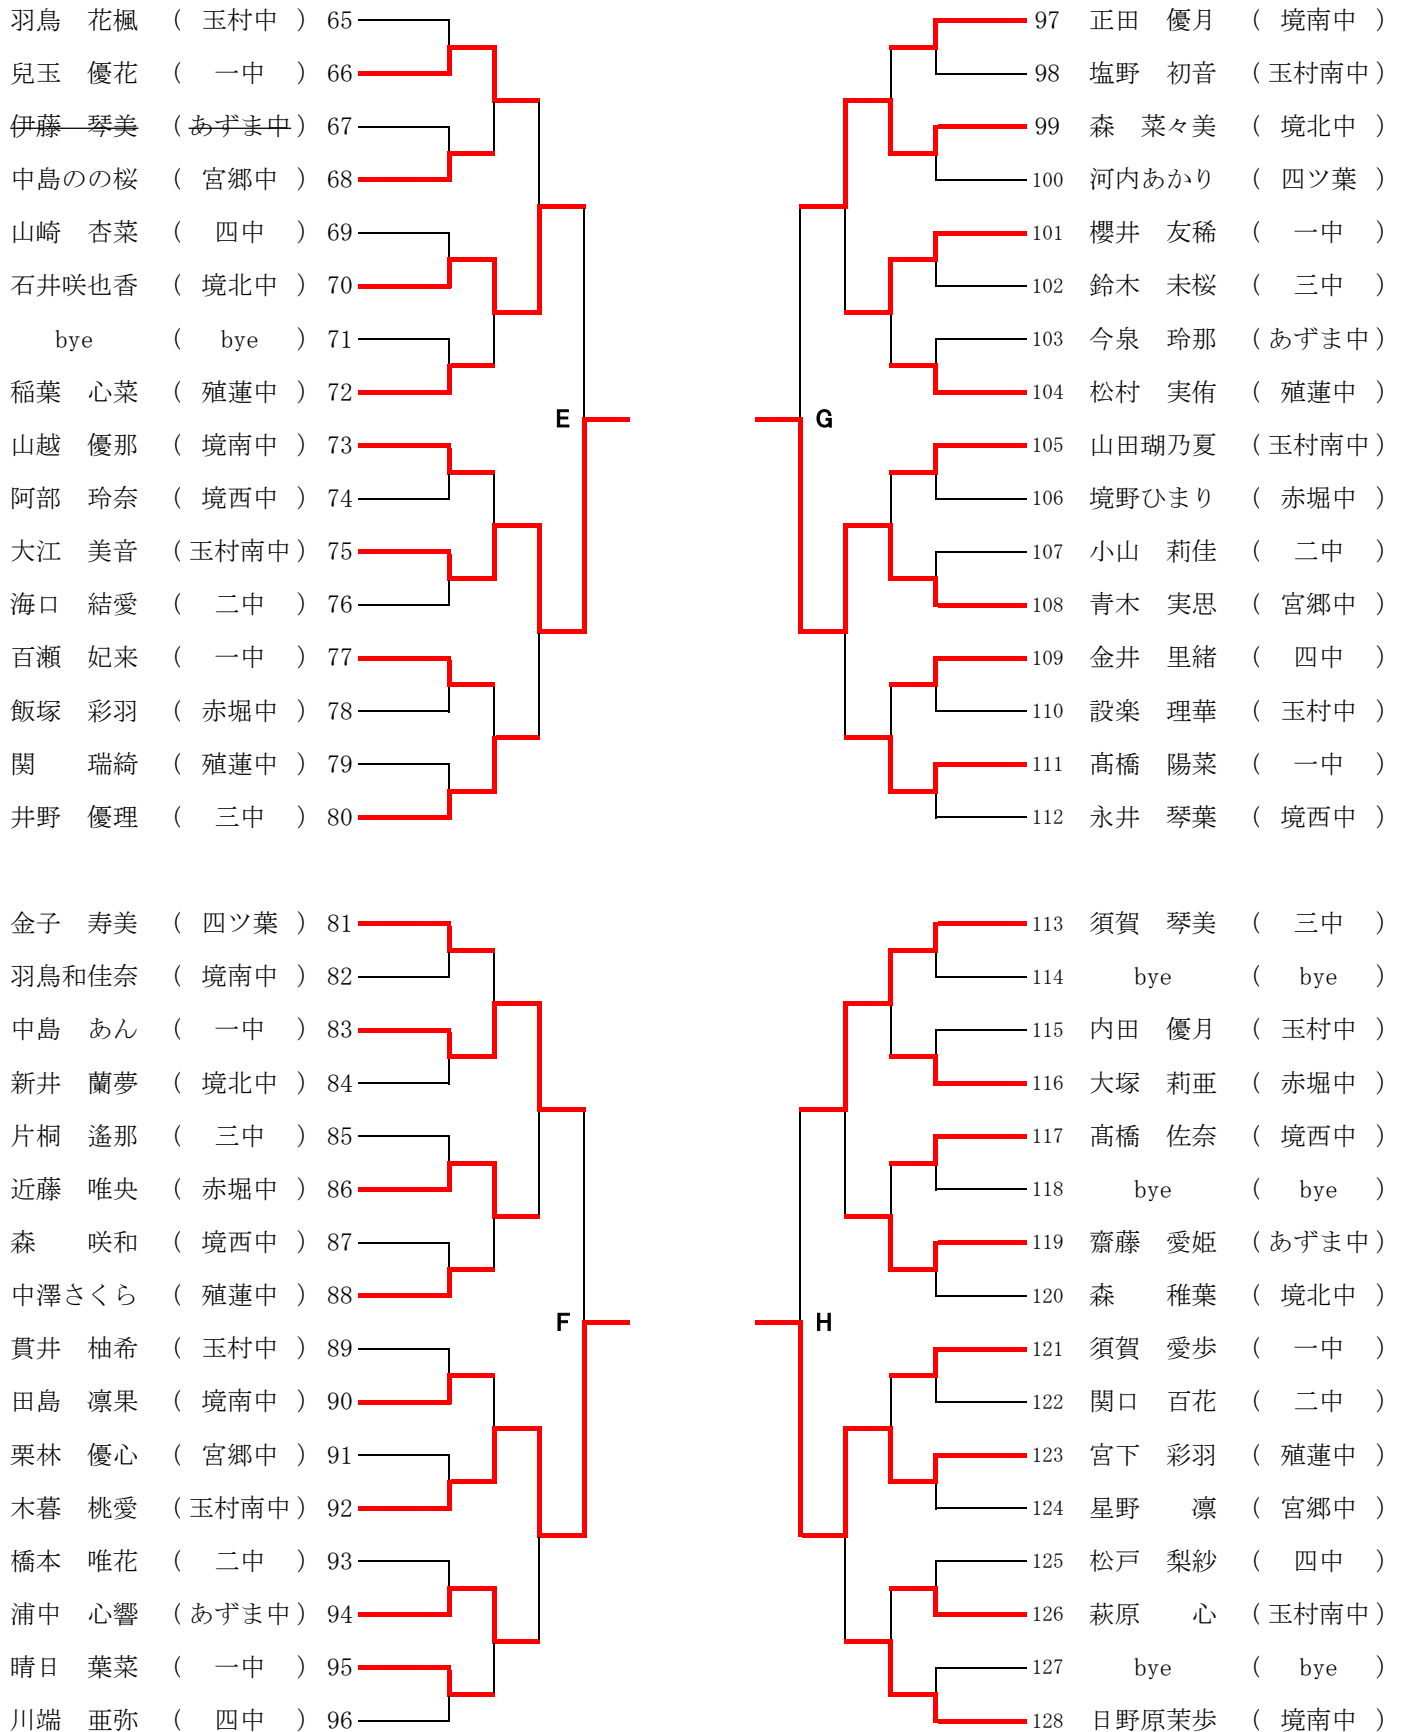 羽鳥 花楓 ( 玉村中 ) 65
兒玉 優花 ( 一中 ) 66
伊藤 琴美 ( あずま中 ) 67
中島のの桜 ( 宮郷中 ) 68
山崎 杏菜 ( 四中 ) 69
石井咲也香 ( 境北中 ) 70
bye ( bye ) 71
稲葉 心菜 ( 殖蓮中 ) 72
E
山越 優那 ( 境南中 ) 73
阿部 玲奈 ( 境西中 ) 74
大江 美音 ( 玉村南中 ) 75
海口 結愛 ( 二中 ) 76
百瀬 妃来 ( 一中 ) 77
飯塚 彩羽 ( 赤堀中 ) 78
関 瑞綺 ( 殖蓮中 ) 79
井野 優理 ( 三中 ) 80
金子 寿美 ( 四ツ葉 ) 81
羽鳥和佳奈 ( 境南中 ) 82
中島 あん ( 一中 ) 83
新井 蘭夢 ( 境北中 ) 84
片桐 遙那 ( 三中 ) 85
近藤 唯央 ( 赤堀中 ) 86
森 咲和 ( 境西中 ) 87
中澤さくら ( 殖蓮中 ) 88
F
貫井 柚希 ( 玉村中 ) 89
田島 凛果 ( 境南中 ) 90
栗林 優心 ( 宮郷中 ) 91
木暮 桃愛 ( 玉村南中 ) 92
橋本 唯花 ( 二中 ) 93
浦中 心響 ( あずま中 ) 94
晴日 葉菜 ( 一中 ) 95
川端 亜弥 ( 四中 ) 96
97 正田 優月 ( 境南中 )
98 塩野 初音 ( 玉村南中 )
99 森 菜々美 ( 境北中 )
100 河内あかり ( 四ツ葉 )
101 櫻井 友稀 ( 一中 )
102 鈴木 未桜 ( 三中 )
103 今泉 玲那 ( あずま中 )
104 松村 実侑 ( 殖蓮中 )
G
105 山田瑚乃夏 ( 玉村南中 )
106 境野ひまり ( 赤堀中 )
107 小山 莉佳 ( 二中 )
108 青木 実思 ( 宮郷中 )
109 金井 里緒 ( 四中 )
110 設楽 理華 ( 玉村中 )
111 髙橋 陽菜 ( 一中 )
112 永井 琴葉 ( 境西中 )
113 須賀 琴美 ( 三中 )
114 bye ( bye )
115 内田 優月 ( 玉村中 )
116 大塚 莉亜 ( 赤堀中 )
117 髙橋 佐奈 ( 境西中 )
118 bye ( bye )
119 齋藤 愛姫 ( あずま中 )
120 森 稚葉 ( 境北中 )
H
121 須賀 愛歩 ( 一中 )
122 関口 百花 ( 二中 )
123 宮下 彩羽 ( 殖蓮中 )
124 星野 凛 ( 宮郷中 )
125 松戸 梨紗 ( 四中 )
126 萩原 心 ( 玉村南中 )
127 bye ( bye )
128 日野原茉歩 ( 境南中 )